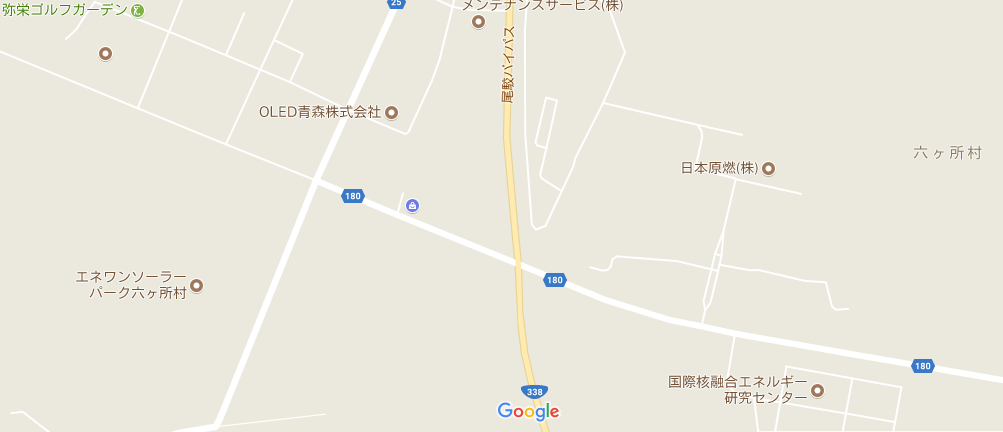 メンテナンスサービス(株)
弥栄ゴルフガーデン
25
尾駮バイパス
OLED青森株式会社
六ヶ所村
日本原燃(株)
180
エネワンソーラー
パーク六ヶ所村
180
180
国際核融合エネルギー
研究センター
338
Google